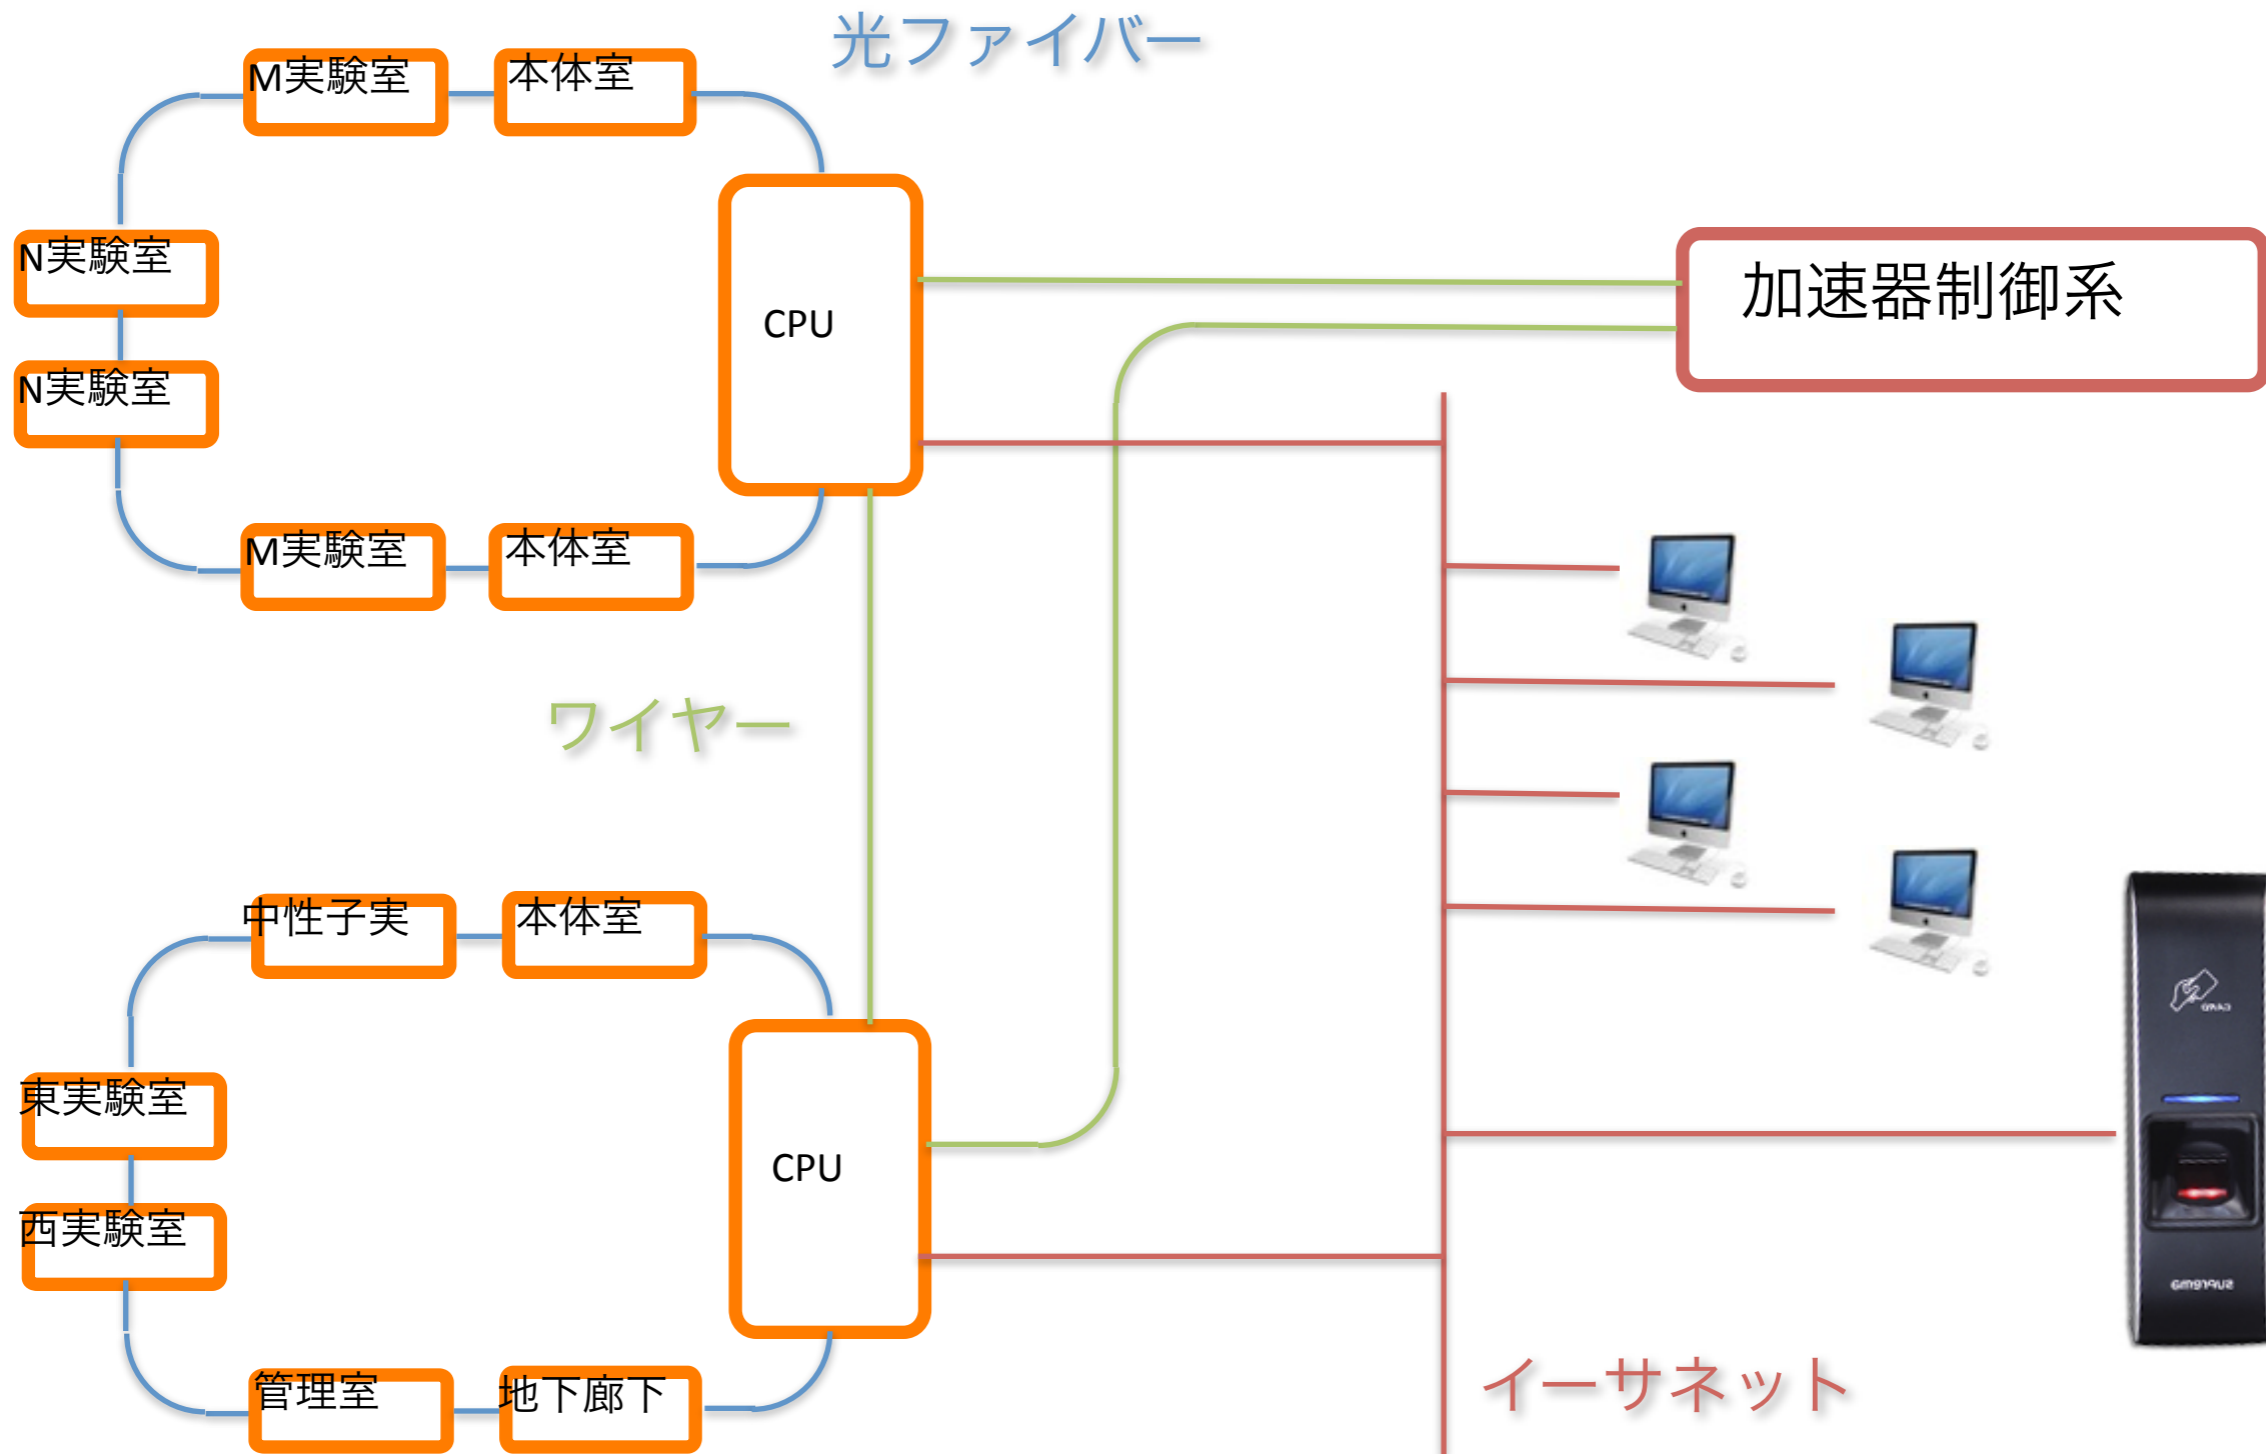 光ファイバー
M実験室
本体室
N実験室
CPU
加速器制御系
N実験室
M実験室
本体室
ワイヤー
中性子実
本体室
CARD
東実験室
CPU
西実験室
suprema
管理室
地下廊下
イーサネット